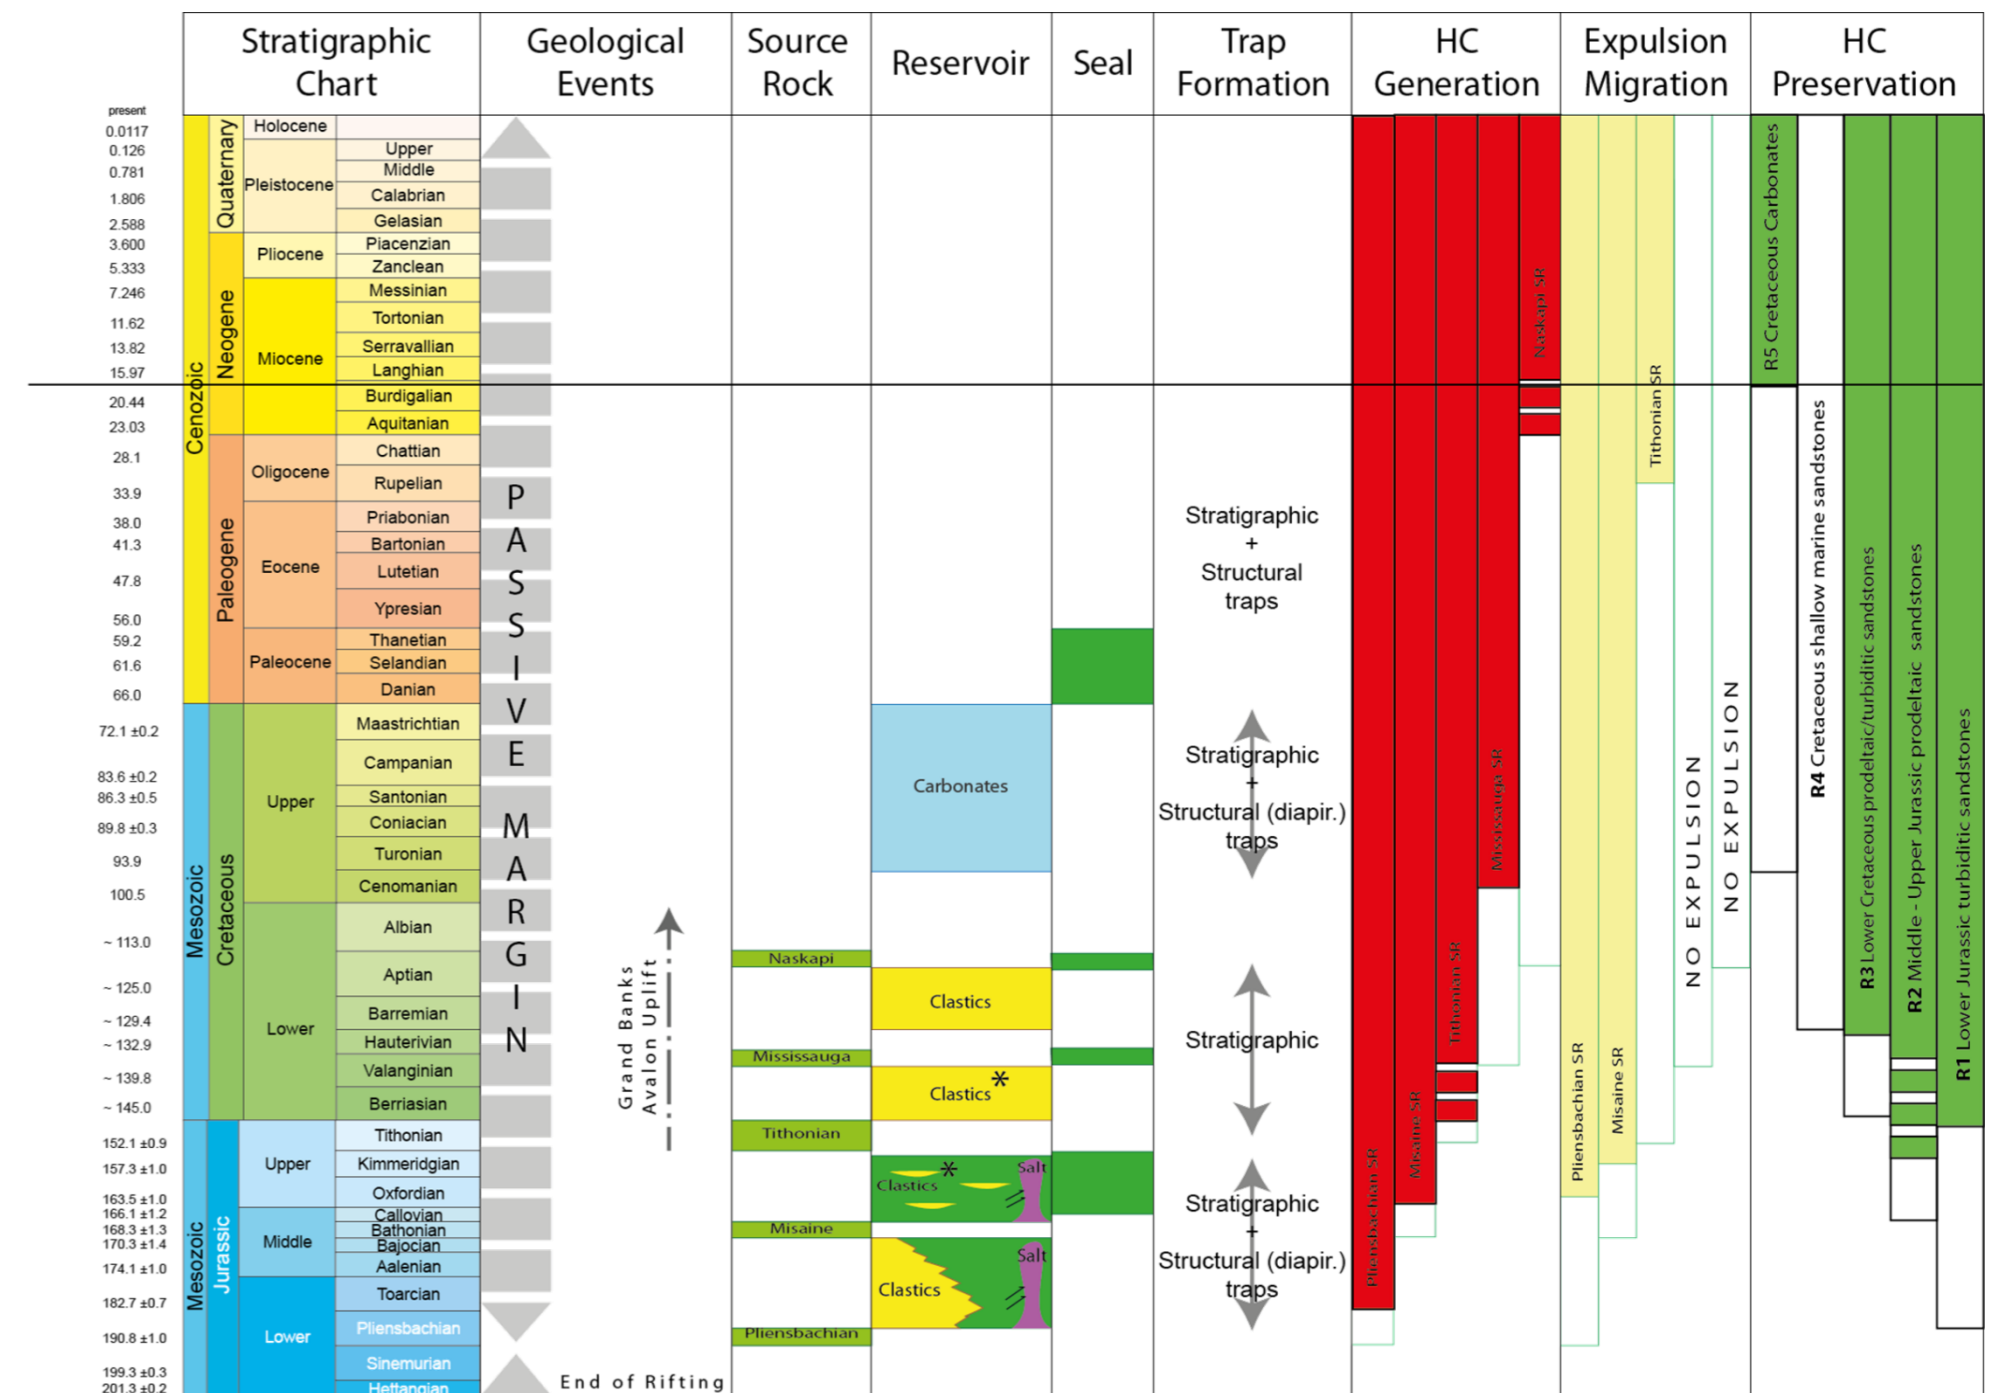 Stratigraphic
Chart
Geological
Events
Source
Rock
Reservoir
Seal
Trap
Formation
HC
Generation
Expulsion
Migration
HC
Preservation
present
0.0117
0.126
0.781
1.806
2.588
3.600
5.333
7.246
11.62
13.82
15.97
20.44
23.03
28.1
33.9
38.0
41.3
47.8
56.0
59.2
61.6
66.0
72.1 ±0.2
83.6 ±0.2
86.3 ±0.5
89.8 ±0.3
93.9
100.5
~ 113.0
~ 125.0
~ 129.4
~ 132.9
~ 139.8
~ 145.0
152.1 ±0.9
157.3 ±1.0
163.5 ±1.0
166.1 ±1.2
168.3 ±1.3
170.3 ±1.4
174.1 ±1.0
182.7 ±0.7
190.8 ±1.0
199.3 ±0.3
201.3 ±0.2
Cenozoic
Mesozoic
Mesozoic
Quaternary
Neogene
Paleogene
Cretaceous
Jurassic
Holocene
Pleistocene
Pliocene
Miocene
Oligocene
Eocene
Paleocene
Upper
Lower
Upper
Middle
Lower
Upper
Middle
Calabrian
Gelasian
Piacenzian
Zanclean
Messinian
Tortonian
Serravallian
Langhian
Burdigalian
Aquitanian
Chattian
Rupelian
Priabonian
Bartonian
Lutetian
Ypresian
Thanetian
Selandian
Danian
Maastrichtian
Campanian
Santonian
Coniacian
Turonian
Cenomanian
Albian
Aptian
Barremian
Hauterivian
Valanginian
Berriasian
Tithonian
Kimmeridgian
Oxfordian
Callovian
Bathonian
Bajocian
Aalenian
Toarcian
Pliensbachian
Sinemurian
Hettangian
PASSIVE MARGIN
Grand Banks
Avalon Uplift
End of Rifting
Naskapi
Mississauga
Tithonian
Misaine
Pliensbachian
Carbonates
Clastics
Clastics *
Clastics * Salt
Clastics Salt
Stratigraphic
+
Structural
traps
Stratigraphic
+
Structural (diapir.)
traps
Stratigraphic
Stratigraphic
+
Structural (diapir.)
traps
Pliensbachian SR
Misaine SR
Tithonian SR
Mississauga SR
Naskapi SR
Pliensbachian SR
Misaine SR
Tithonian SR
NO EXPULSION
NO EXPULSION
R5 Cretaceous Carbonates
R4 Cretaceous shallow marine sandstones
R3 Lower Cretaceous prodeltaic/turbiditic sandstones
R2 Middle - Upper Jurassic prodeltaic sandstones
R1 Lower Jurassic turbiditic sandstones